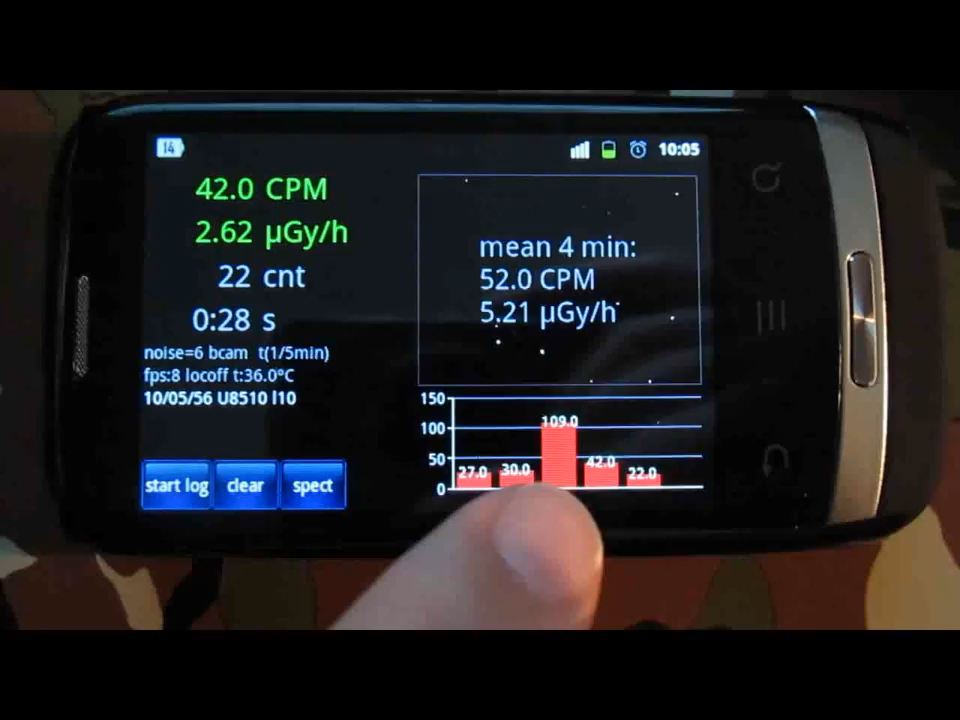 14
10:05
42.0 CPM
2.62 µGy/h
22 cnt
0:28 s
noise=6 bcam t(1/5min)
fps:8 locoff t:36.0°C
10/05/56 U8510 l10
start log
clear
spect
mean 4 min:
52.0 CPM
5.21 µGy/h
150
100
50
0
27.0
30.0
109.0
42.0
22.0